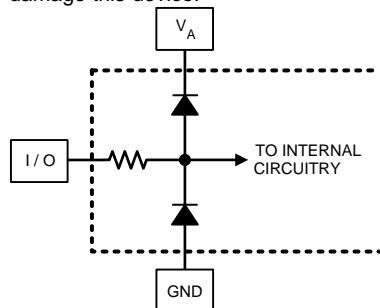 damage this device.
V_A
I / O
TO INTERNAL
CIRCUITRY
GND